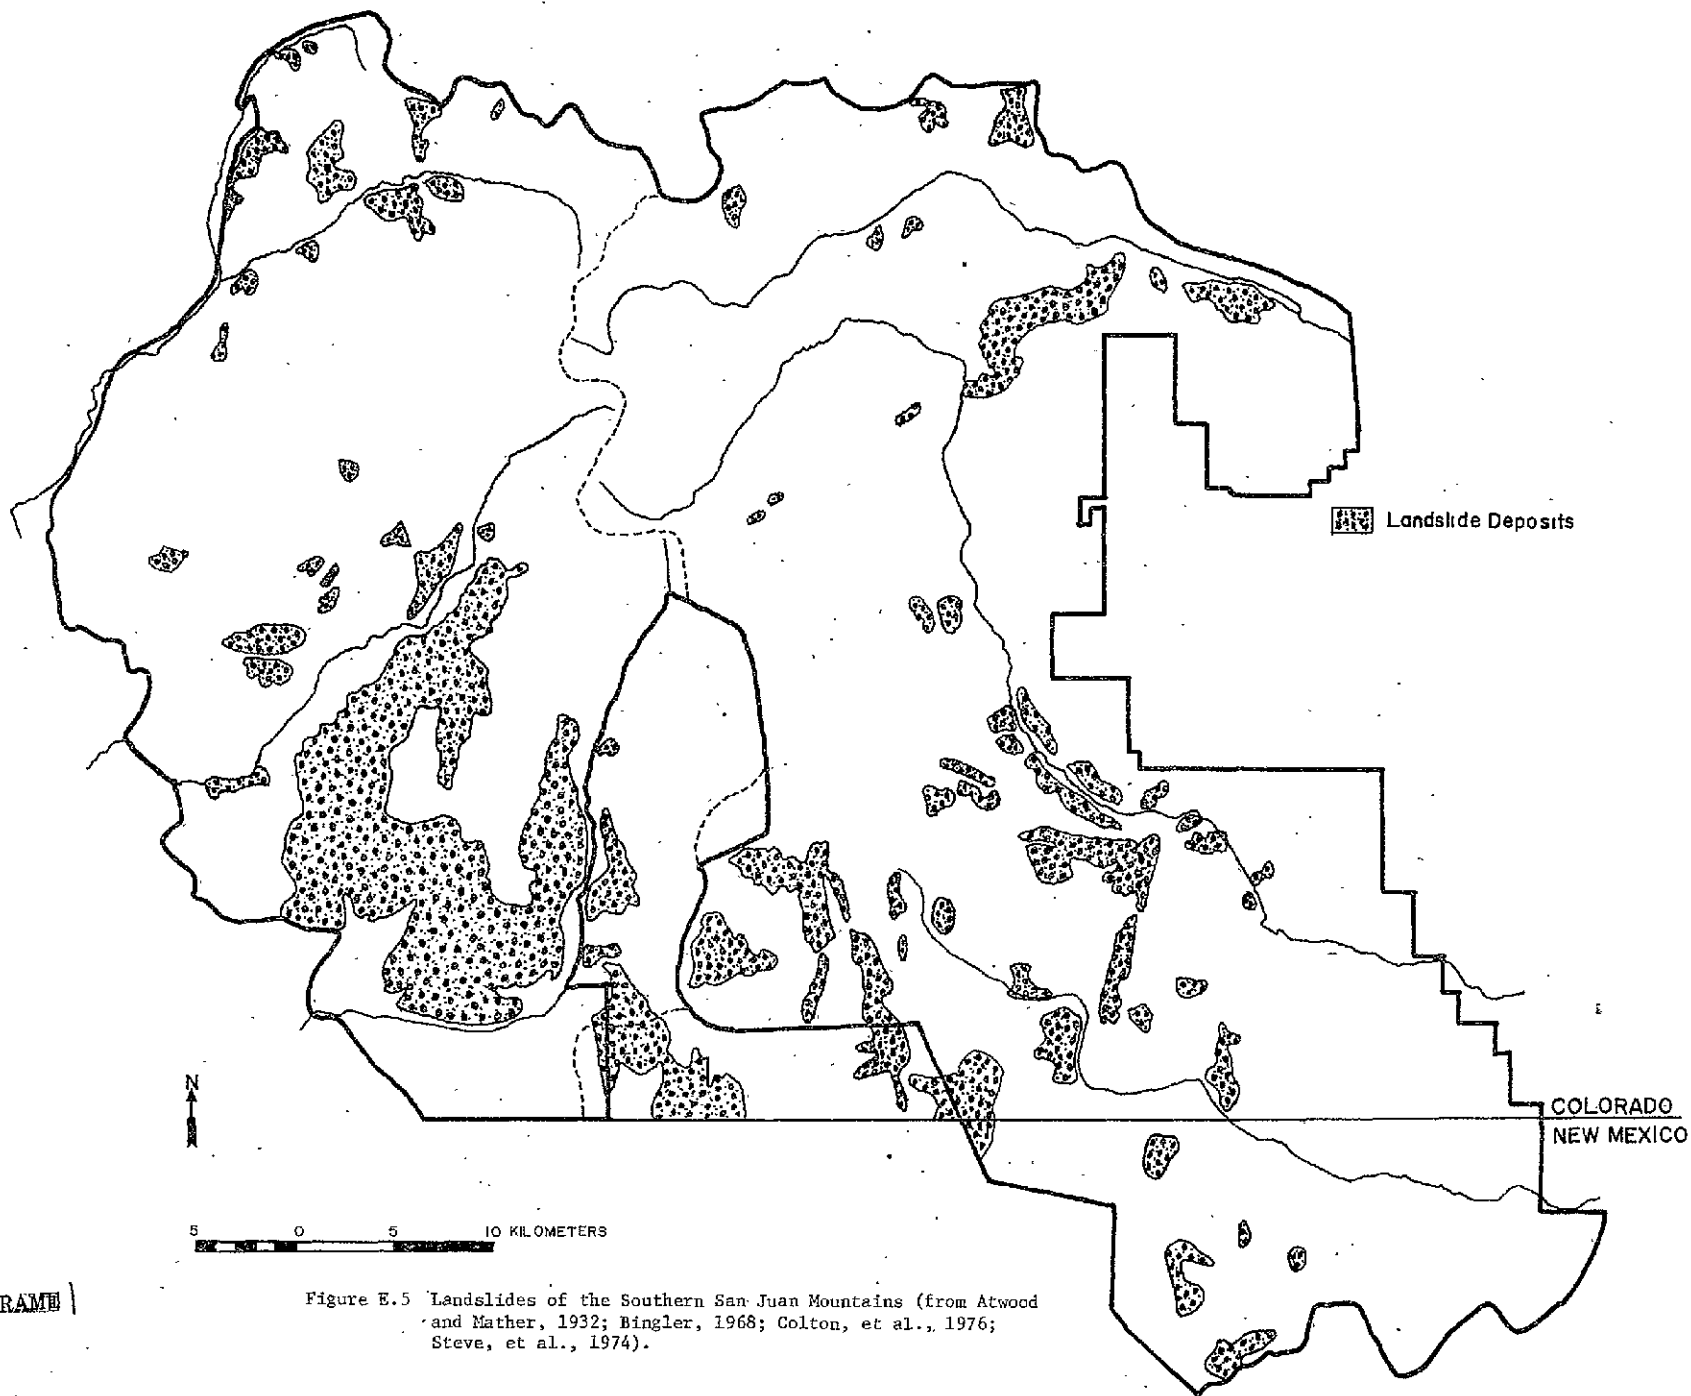 Landslide Deposits
COLORADO
NEW MEXICO
N
5 0 5 10 KILOMETERS
RAME
Figure E.5 Landslides of the Southern San Juan Mountains (from Atwood
and Mather, 1932; Bingler, 1968; Colton, et al., 1976;
Steve, et al., 1974).